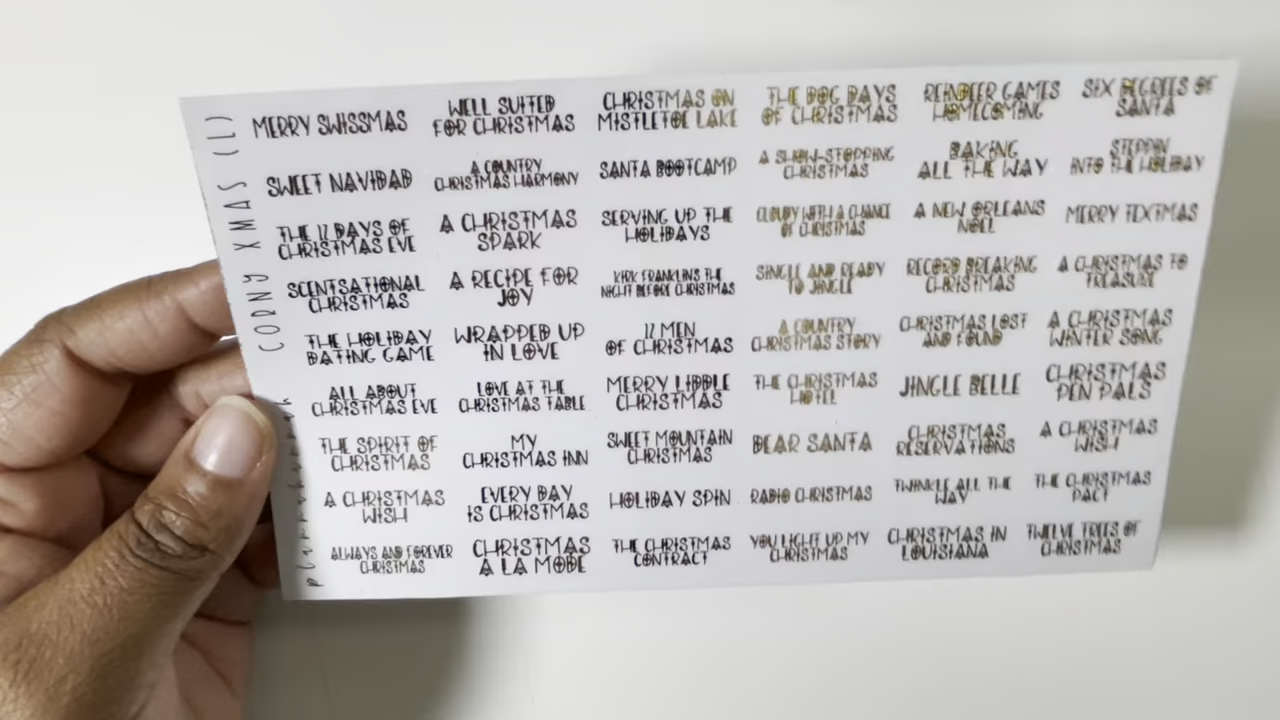 CORNY XMAS (L)
MERRY SWISSMAS
WELL SUITED
FOR CHRISTMAS
CHRISTMAS ON
MISTLETOE LAKE
THE DOG DAYS
OF CHRISTMAS
REINDEER GAMES
HOMECOMING
SIX DEGREES OF
SANTA
SWEET NAVIDAD
A COUNTRY
CHRISTMAS HARMONY
SANTA BOOTCAMP
A SHOW-STOPPING
CHRISTMAS
BAKING
ALL THE WAY
STEPPIN
INTO THE HOLIDAY
THE 12 DAYS OF
CHRISTMAS EVE
A CHRISTMAS
SPARK
SERVING UP THE
HOLIDAYS
CLOUDY WITH A CHANCE
OF CHRISTMAS
A NEW ORLEANS
NOEL
MERRY TEXTMAS
SCENTSATIONAL
CHRISTMAS
A RECIPE FOR
JOY
KIRK FRANKLINS THE
NIGHT BEFORE CHRISTMAS
SINGLE AND READY
TO JINGLE
RECORD BREAKING
CHRISTMAS
A CHRISTMAS TO
TREASURE
THE HOLIDAY
DATING GAME
WRAPPED UP
IN LOVE
12 MEN
OF CHRISTMAS
A COUNTRY
CHRISTMAS STORY
CHRISTMAS LOST
AND FOUND
A CHRISTMAS
WINTER SONG
ALL ABOUT
CHRISTMAS EVE
LOVE AT THE
CHRISTMAS TABLE
MERRY LIDDLE
CHRISTMAS
THE CHRISTMAS
HOTEL
JINGLE BELLE
CHRISTMAS
PEN PALS
THE SPIRIT OF
CHRISTMAS
MY
CHRISTMAS INN
SWEET MOUNTAIN
CHRISTMAS
DEAR SANTA
CHRISTMAS
RESERVATIONS
A CHRISTMAS
WISH
A CHRISTMAS
WISH
EVERY DAY
IS CHRISTMAS
HOLIDAY SPIN
RADIO CHRISTMAS
TWINKLE ALL THE
WAY
THE CHRISTMAS
PACT
ALWAYS AND FOREVER
CHRISTMAS
CHRISTMAS
A LA MODE
THE CHRISTMAS
CONTRACT
YOU LIGHT UP MY
CHRISTMAS
CHRISTMAS IN
LOUISIANA
TWELVE TREES OF
CHRISTMAS